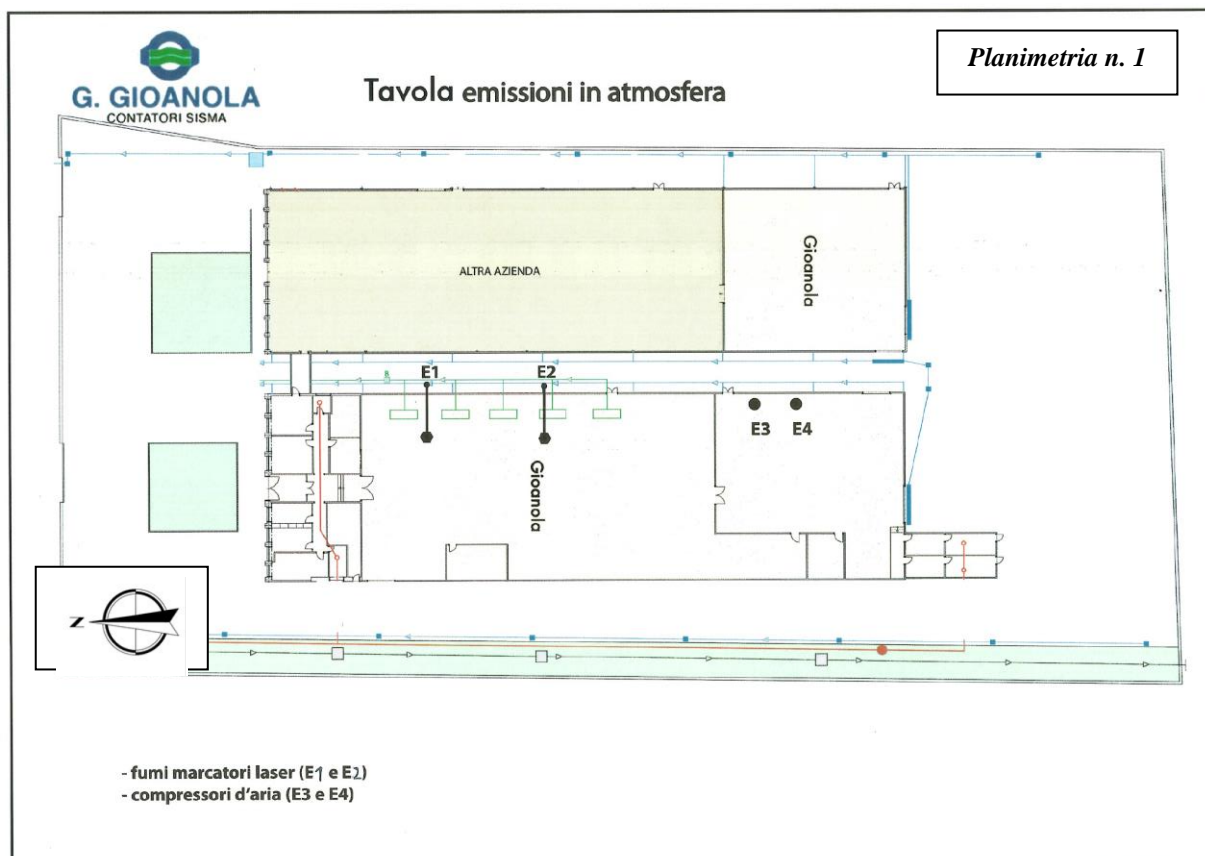 G. GIOANOLA
CONTATORI SISMA
Tavola emissioni in atmosfera
Planimetria n. 1
ALTRA AZIENDA
Gioanola
E1
E2
E3
E4
Gioanola
Z
- fumi marcatori laser (E1 e E2)
- compressori d'aria (E3 e E4)